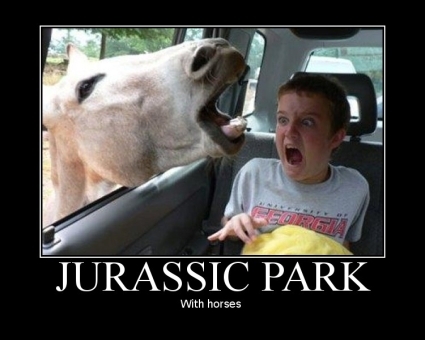 UNIVERSITY OF
GEORGIA
JURASSIC PARK
With horses